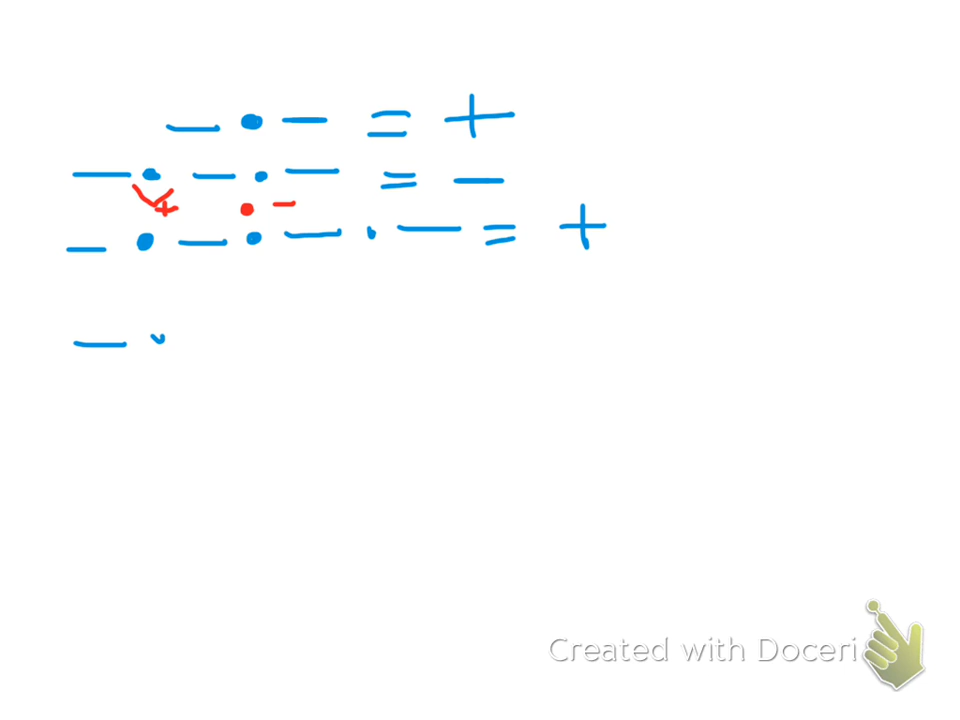 – • – = +
– • – • – = –
+ • –
– • – • – • – = +
– •
Created with Doceri